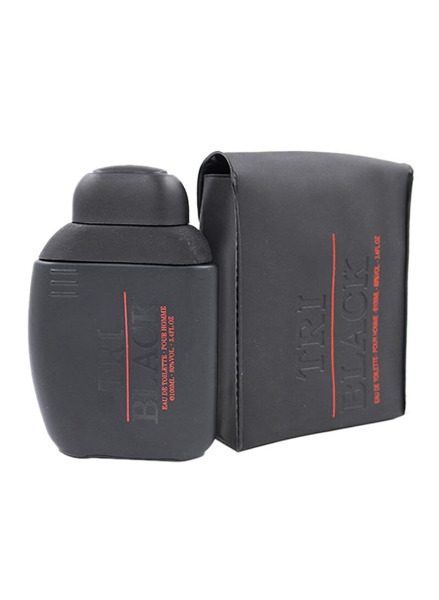 TRI
BLACK
EAU DE TOILETTE - POUR HOMME
℮100ML - 80%VOL - 3.4FL.OZ
TRI
BLACK
EAU DE TOILETTE - POUR HOMME - ℮100ML - 80%VOL - 3.4FL.OZ